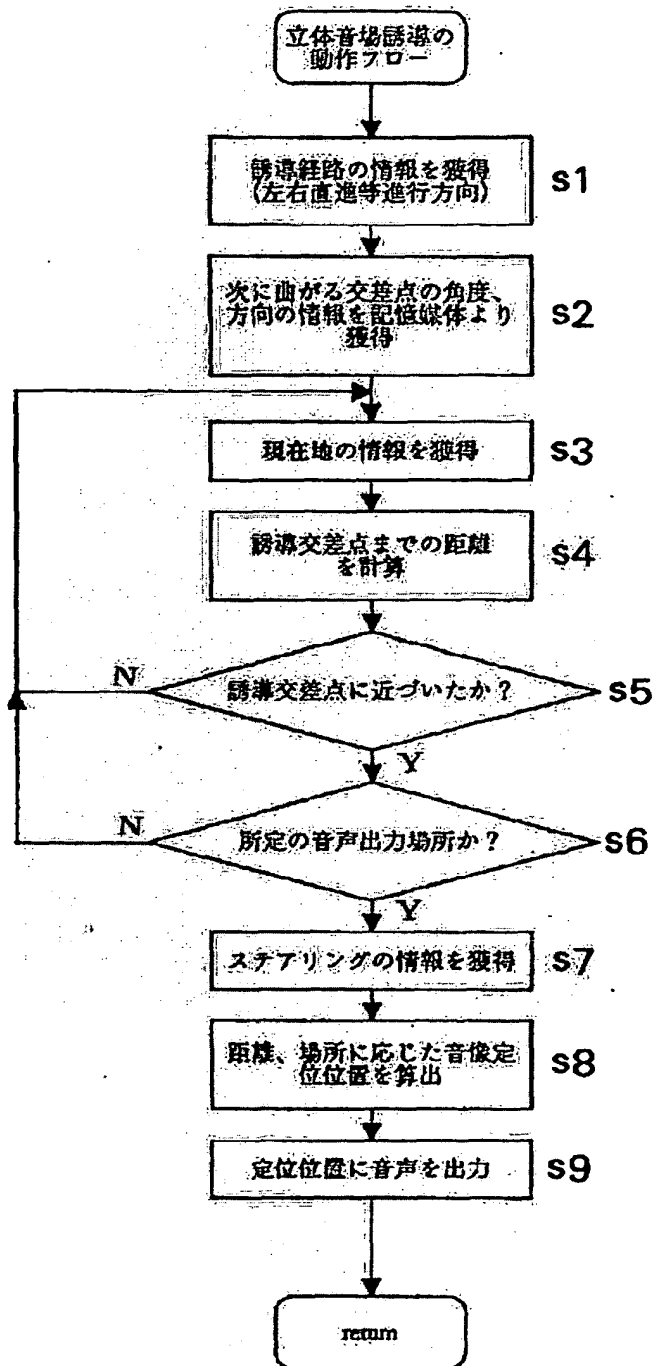 立体音場誘導の
動作フロー
誘導経路の情報を獲得
(左右直進等進行方向)
s1
次に曲がる交差点の角度、
方向の情報を記憶媒体より
獲得
s2
現在地の情報を獲得
s3
誘導交差点までの距離
を計算
s4
誘導交差点に近づいたか？
N
s5
Y
所定の音声出力場所か？
N
s6
Y
ステアリングの情報を獲得
s7
距離、場所に応じた音像定
位位置を算出
s8
定位位置に音声を出力
s9
return